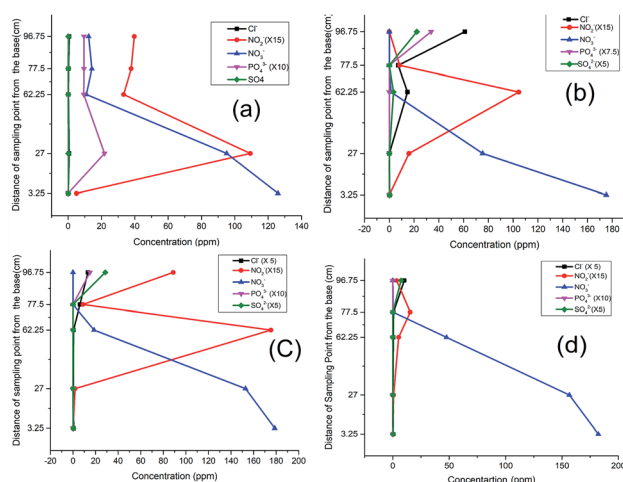 Distance of sampling point from the base(cm)
96.75
77.5
62.25
27
3.25
Cl⁻
NO₂⁻(X15)
NO₃⁻
PO₄³⁻ (X10)
SO4
(a)
-20 0 20 40 60 80 100 120 140
Concentration (ppm)
Distance of sampling point from the base(cm)
96.75
77.5
62.25
27
3.25
Cl⁻
NO₂⁻(X15)
NO₃⁻
PO₄³⁻ (X7.5)
SO₄²⁻(X5)
(b)
-20 0 20 40 60 80 100 120 140 160 180
Concentration (ppm)
Distance of sampling point from the base(cm)
96.75
77.5
62.25
27
3.25
Cl⁻ (X 5)
NO₂⁻(X15)
NO₃⁻
PO₄³⁻ (X10)
SO₄²⁻(X5)
(C)
-20 0 20 40 60 80 100 120 140 160 180 200
Concentration (ppm)
Distance of Sampling Point from the base(cm)
96.75
77.5
62.25
27
3.25
Cl⁻ (X 5)
NO₂⁻(X15)
NO₃⁻
PO₄³⁻ (X10)
SO₄²⁻(X5)
(d)
0 50 100 150 200
Concentartion (ppm)